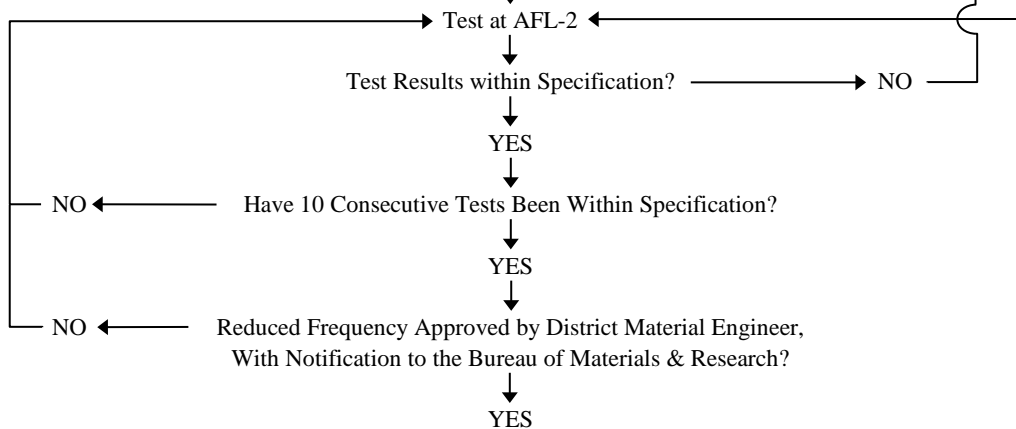 Test at AFL-2
Test Results within Specification?
NO
YES
NO
Have 10 Consecutive Tests Been Within Specification?
YES
NO
Reduced Frequency Approved by District Material Engineer,
With Notification to the Bureau of Materials & Research?
YES